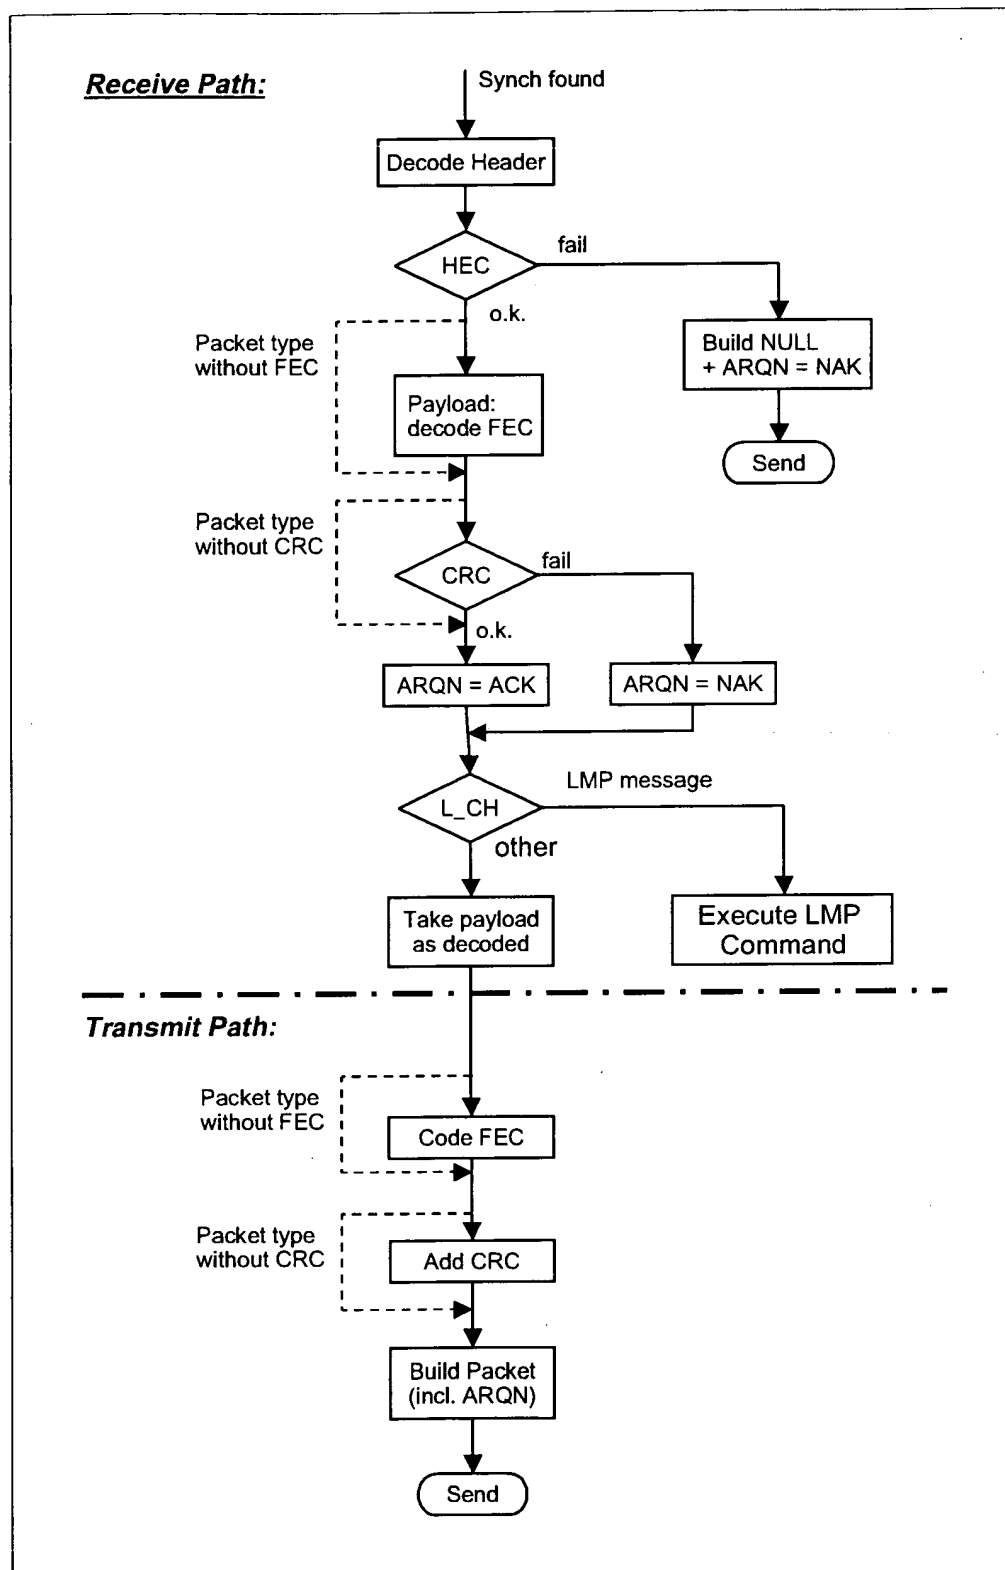 Receive Path:
Synch found
Decode Header
HEC
fail
o.k.
Packet type
without FEC
Build NULL
+ ARQN = NAK
Payload:
decode FEC
Send
Packet type
without CRC
CRC
fail
o.k.
ARQN = ACK
ARQN = NAK
LMP message
L_CH
other
Take payload
as decoded
Execute LMP
Command
Transmit Path:
Packet type
without FEC
Code FEC
Packet type
without CRC
Add CRC
Build Packet
(incl. ARQN)
Send